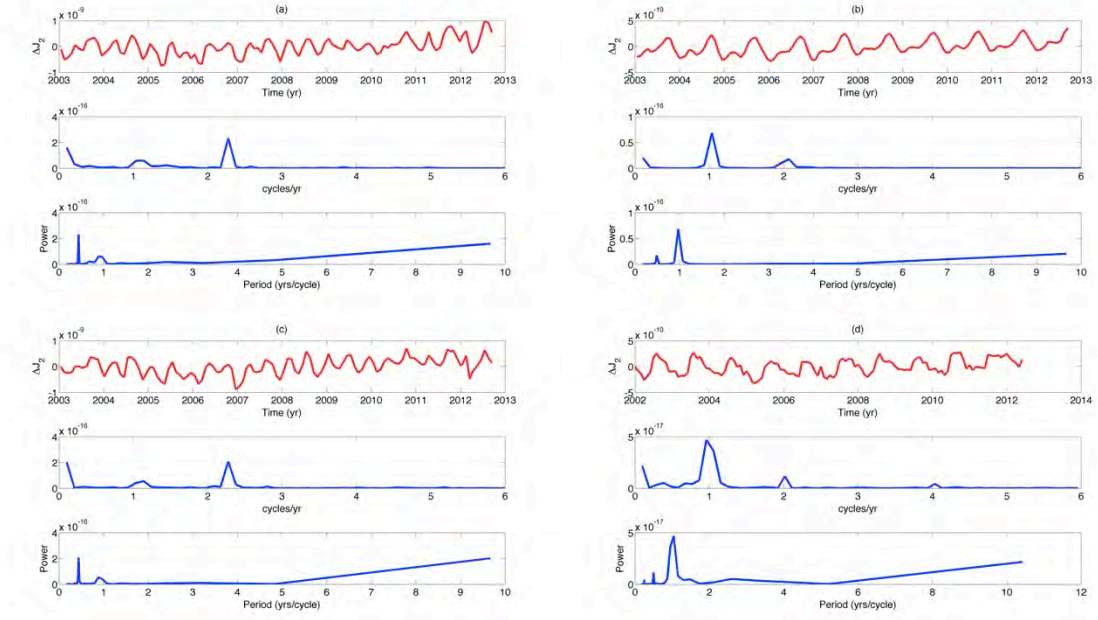 (a)
x 10^-9
ΔJ_2
1
0
-1
2003 2004 2005 2006 2007 2008 2009 2010 2011 2012 2013
Time (yr)
x 10^-16
4
2
0
0 1 2 3 4 5 6
cycles/yr
x 10^-16
Power
4
2
0
0 1 2 3 4 5 6 7 8 9 10
Period (yrs/cycle)
(b)
x 10^-10
ΔJ_2
5
0
-5
2003 2004 2005 2006 2007 2008 2009 2010 2011 2012 2013
Time (yr)
x 10^-16
1
0.5
0
0 1 2 3 4 5 6
cycles/yr
x 10^-16
Power
1
0.5
0
0 1 2 3 4 5 6 7 8 9 10
Period (yrs/cycle)
(c)
x 10^-9
ΔJ_2
1
0
-1
2003 2004 2005 2006 2007 2008 2009 2010 2011 2012 2013
Time (yr)
x 10^-16
4
2
0
0 1 2 3 4 5 6
cycles/yr
x 10^-16
Power
4
2
0
0 1 2 3 4 5 6 7 8 9 10
Period (yrs/cycle)
(d)
x 10^-10
ΔJ_2
5
0
-5
2002 2004 2006 2008 2010 2012 2014
Time (yr)
x 10^-17
5
0
0 1 2 3 4 5 6
cycles/yr
x 10^-17
Power
5
0
0 2 4 6 8 10 12
Period (yrs/cycle)